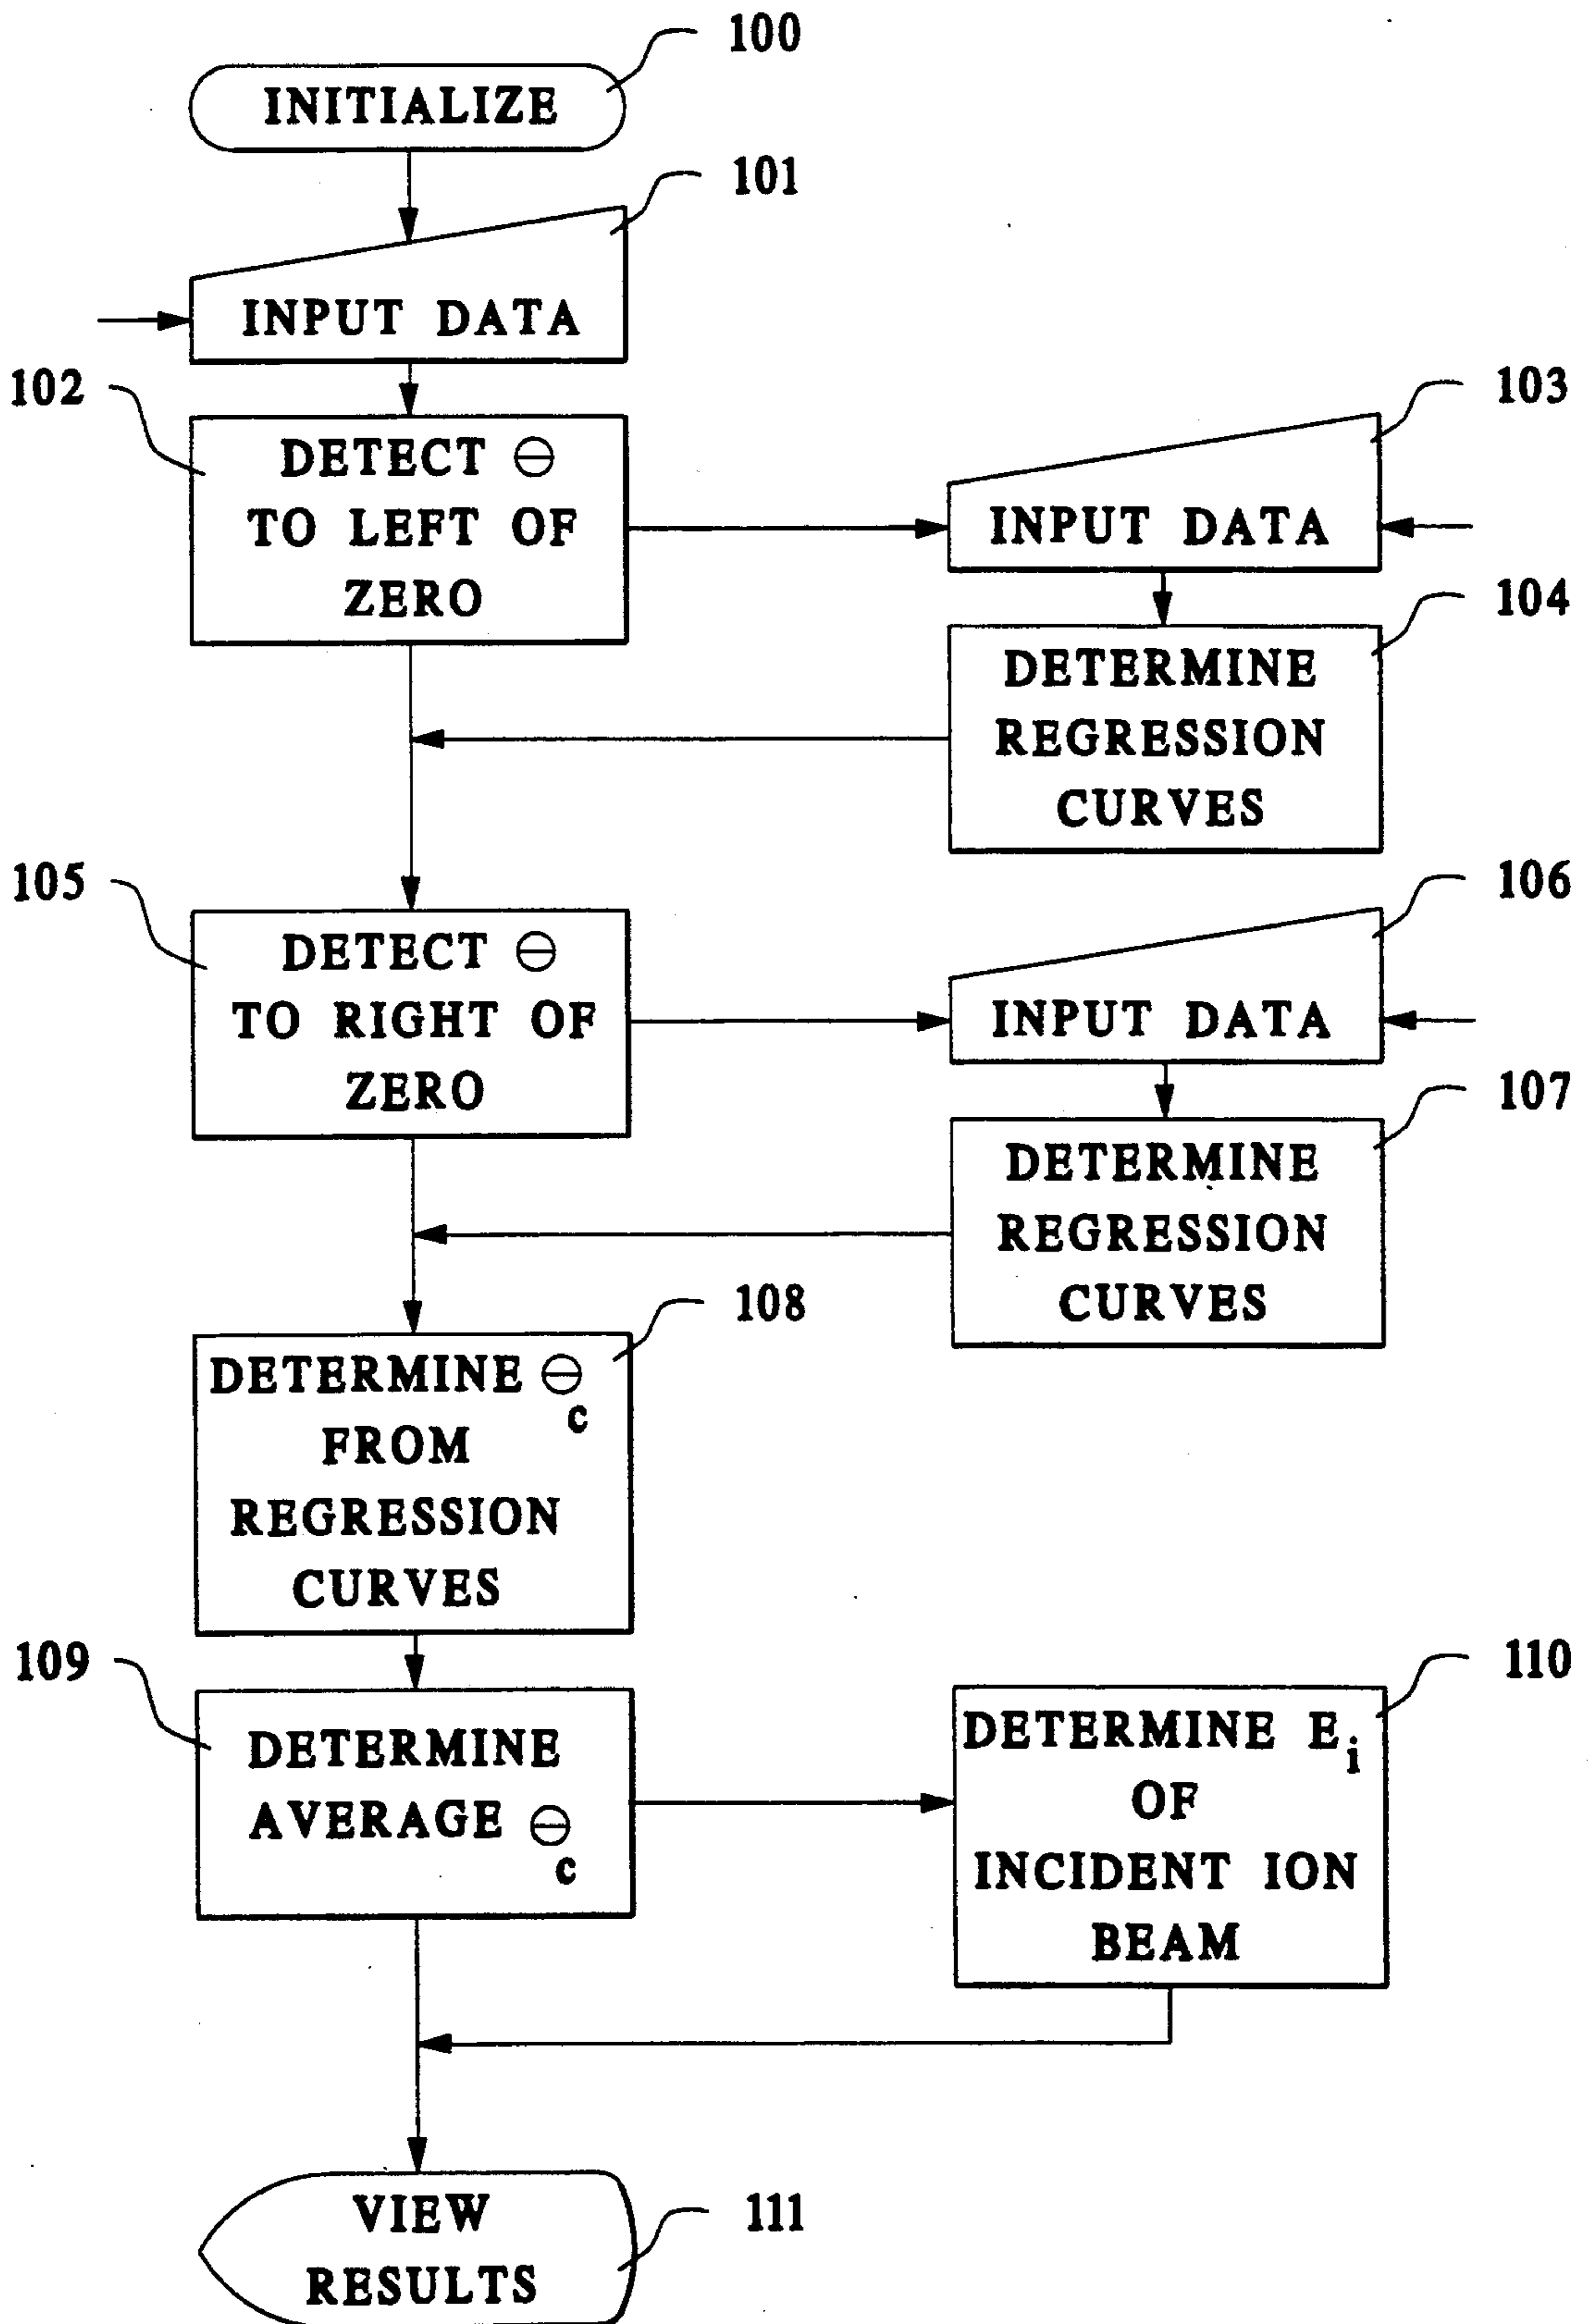 100
INITIALIZE
101
INPUT DATA
102
DETECT ⊖
TO LEFT OF
ZERO
103
INPUT DATA
104
DETERMINE
REGRESSION
CURVES
105
DETECT ⊖
TO RIGHT OF
ZERO
106
INPUT DATA
107
DETERMINE
REGRESSION
CURVES
108
DETERMINE ⊖c
FROM
REGRESSION
CURVES
109
DETERMINE
AVERAGE ⊖c
110
DETERMINE Ei
OF
INCIDENT ION
BEAM
111
VIEW
RESULTS